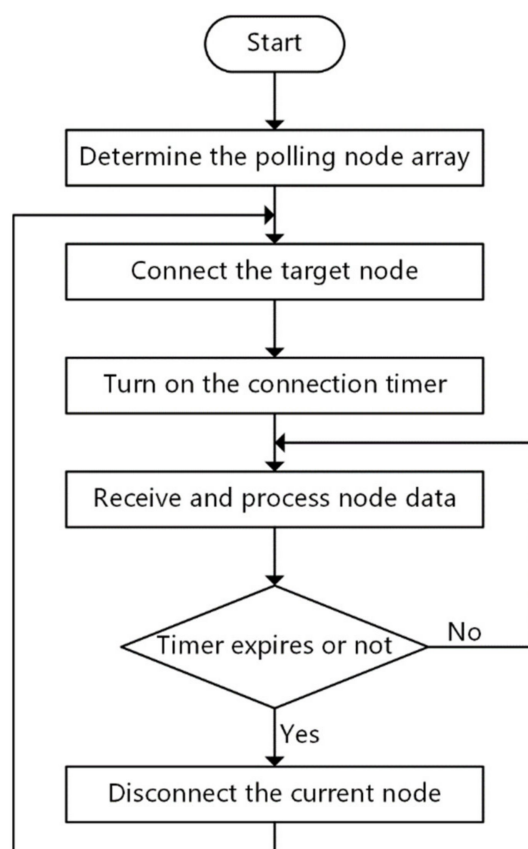 Start
Determine the polling node array
Connect the target node
Turn on the connection timer
Receive and process node data
Timer expires or not
No
Yes
Disconnect the current node